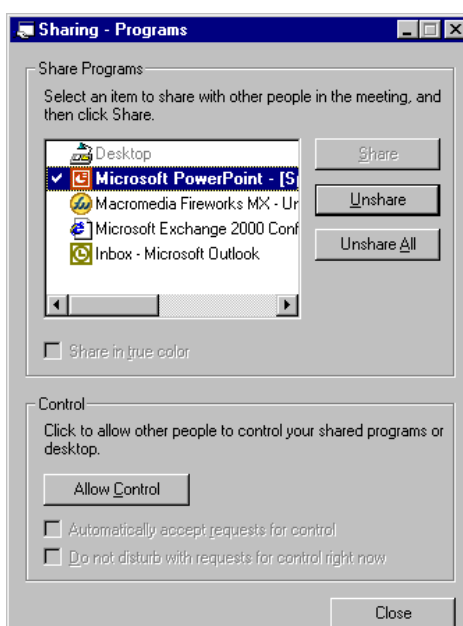 Sharing - Programs
Share Programs
Select an item to share with other people in the meeting, and
then click Share.
Desktop
Microsoft PowerPoint - [S
Macromedia Fireworks MX - Ur
Microsoft Exchange 2000 Conf
Inbox - Microsoft Outlook
Share
Unshare
Unshare All
Share in true color
Control
Click to allow other people to control your shared programs or
desktop.
Allow Control
Automatically accept requests for control
Do not disturb with requests for control right now
Close